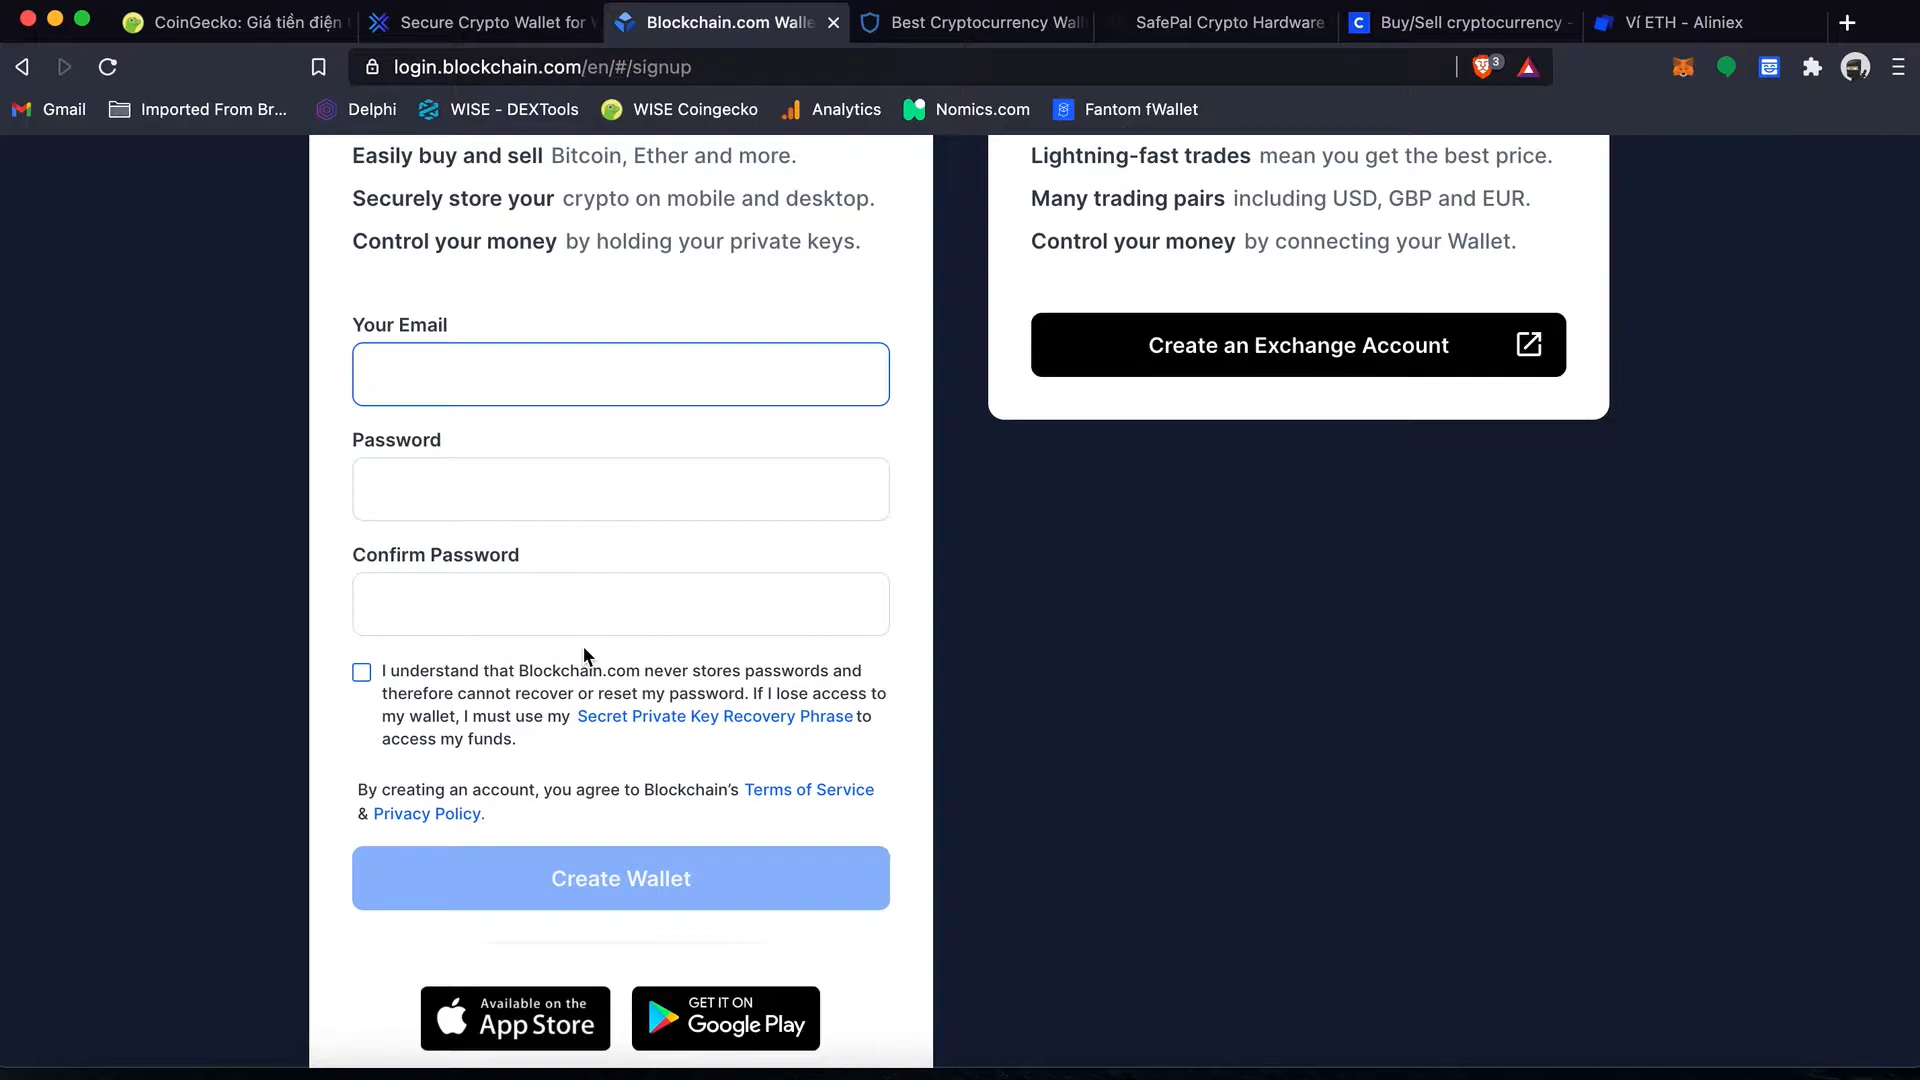 CoinGecko: Giá tiền điện t
Secure Crypto Wallet for
Blockchain.com Walle
Best Cryptocurrency Wall
SafePal Crypto Hardware
Buy/Sell cryptocurrency -
Ví ETH - Aliniex
login.blockchain.com/en/#/signup
3
Gmail
Imported From Br...
Delphi
WISE - DEXTools
WISE Coingecko
Analytics
Nomics.com
Fantom fWallet
Easily buy and sell Bitcoin, Ether and more.
Securely store your crypto on mobile and desktop.
Control your money by holding your private keys.
Your Email
Password
Confirm Password
I understand that Blockchain.com never stores passwords and
therefore cannot recover or reset my password. If I lose access to
my wallet, I must use my Secret Private Key Recovery Phrase to
access my funds.
By creating an account, you agree to Blockchain's Terms of Service
& Privacy Policy.
Create Wallet
Available on the
App Store
GET IT ON
Google Play
Lightning-fast trades mean you get the best price.
Many trading pairs including USD, GBP and EUR.
Control your money by connecting your Wallet.
Create an Exchange Account